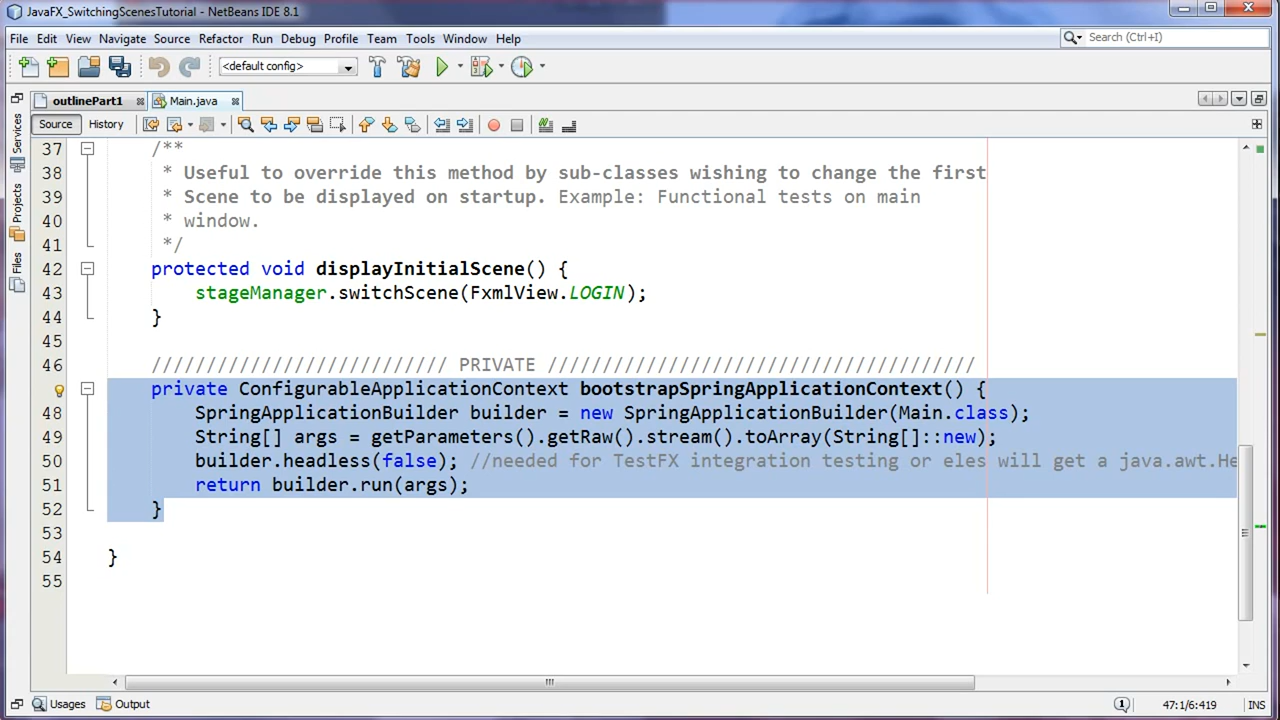 JavaFX_SwitchingScenesTutorial - NetBeans IDE 8.1
File Edit View Navigate Source Refactor Run Debug Profile Team Tools Window Help
Search (Ctrl+I)
<default config>
outlinePart1 Main.java
Source History
Services
Projects
Files
37 /**
38 * Useful to override this method by sub-classes wishing to change the first
39 * Scene to be displayed on startup. Example: Functional tests on main
40 * window.
41 */
42 protected void displayInitialScene() {
43 stageManager.switchScene(FxmlView.LOGIN);
44 }
45
46 /////////////////////////// PRIVATE ///////////////////////////////////////
private ConfigurableApplicationContext bootstrapSpringApplicationContext() {
48 SpringApplicationBuilder builder = new SpringApplicationBuilder(Main.class);
49 String[] args = getParameters().getRaw().stream().toArray(String[]::new);
50 builder.headless(false); //needed for TestFX integration testing or eles will get a java.awt.He
51 return builder.run(args);
52 }
53
54 }
55
Usages Output
1 47:1/6:419 INS